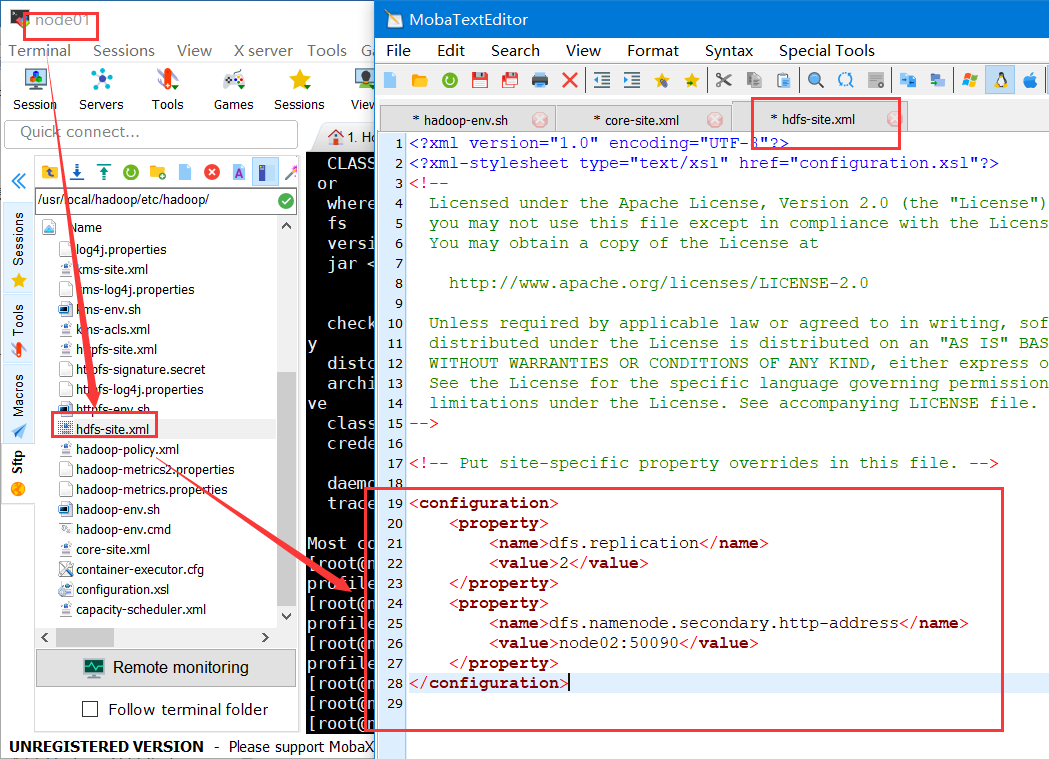 node01
Terminal Sessions View X server Tools
Session Servers Tools Games Sessions View
Quick connect...
1. Ho
/usr/local/hadoop/etc/hadoop/
Name
log4j.properties
kms-site.xml
kms-log4j.properties
kms-env.sh
kms-acls.xml
httpfs-site.xml
httpfs-signature.secret
httpfs-log4j.properties
httpfs-env.sh
hdfs-site.xml
hadoop-policy.xml
hadoop-metrics2.properties
hadoop-metrics.properties
hadoop-env.sh
hadoop-env.cmd
core-site.xml
container-executor.cfg
configuration.xsl
capacity-scheduler.xml
Sessions
Tools
Macros
Sftp
Remote monitoring
Follow terminal folder
UNREGISTERED VERSION - Please support MobaX
CLASS
or
where
fs
versi
jar <
check
y
distc
archi
ve
class
crede
daemo
trace
Most co
[root@n
profile
[root@n
profile
[root@n
profile
[root@n
[root@n
[root@n
MobaTextEditor
File Edit Search View Format Syntax Special Tools
* hadoop-env.sh * core-site.xml * hdfs-site.xml
1 <?xml version="1.0" encoding="UTF-8"?>
2 <?xml-stylesheet type="text/xsl" href="configuration.xsl"?>
3 <!--
4 Licensed under the Apache License, Version 2.0 (the "License")
5 you may not use this file except in compliance with the Licens
6 You may obtain a copy of the License at
7
8 http://www.apache.org/licenses/LICENSE-2.0
9
10 Unless required by applicable law or agreed to in writing, sof
11 distributed under the License is distributed on an "AS IS" BAS
12 WITHOUT WARRANTIES OR CONDITIONS OF ANY KIND, either express o
13 See the License for the specific language governing permission
14 limitations under the License. See accompanying LICENSE file.
15 -->
16
17 <!-- Put site-specific property overrides in this file. -->
18
19 <configuration>
20 <property>
21 <name>dfs.replication</name>
22 <value>2</value>
23 </property>
24 <property>
25 <name>dfs.namenode.secondary.http-address</name>
26 <value>node02:50090</value>
27 </property>
28 </configuration>
29